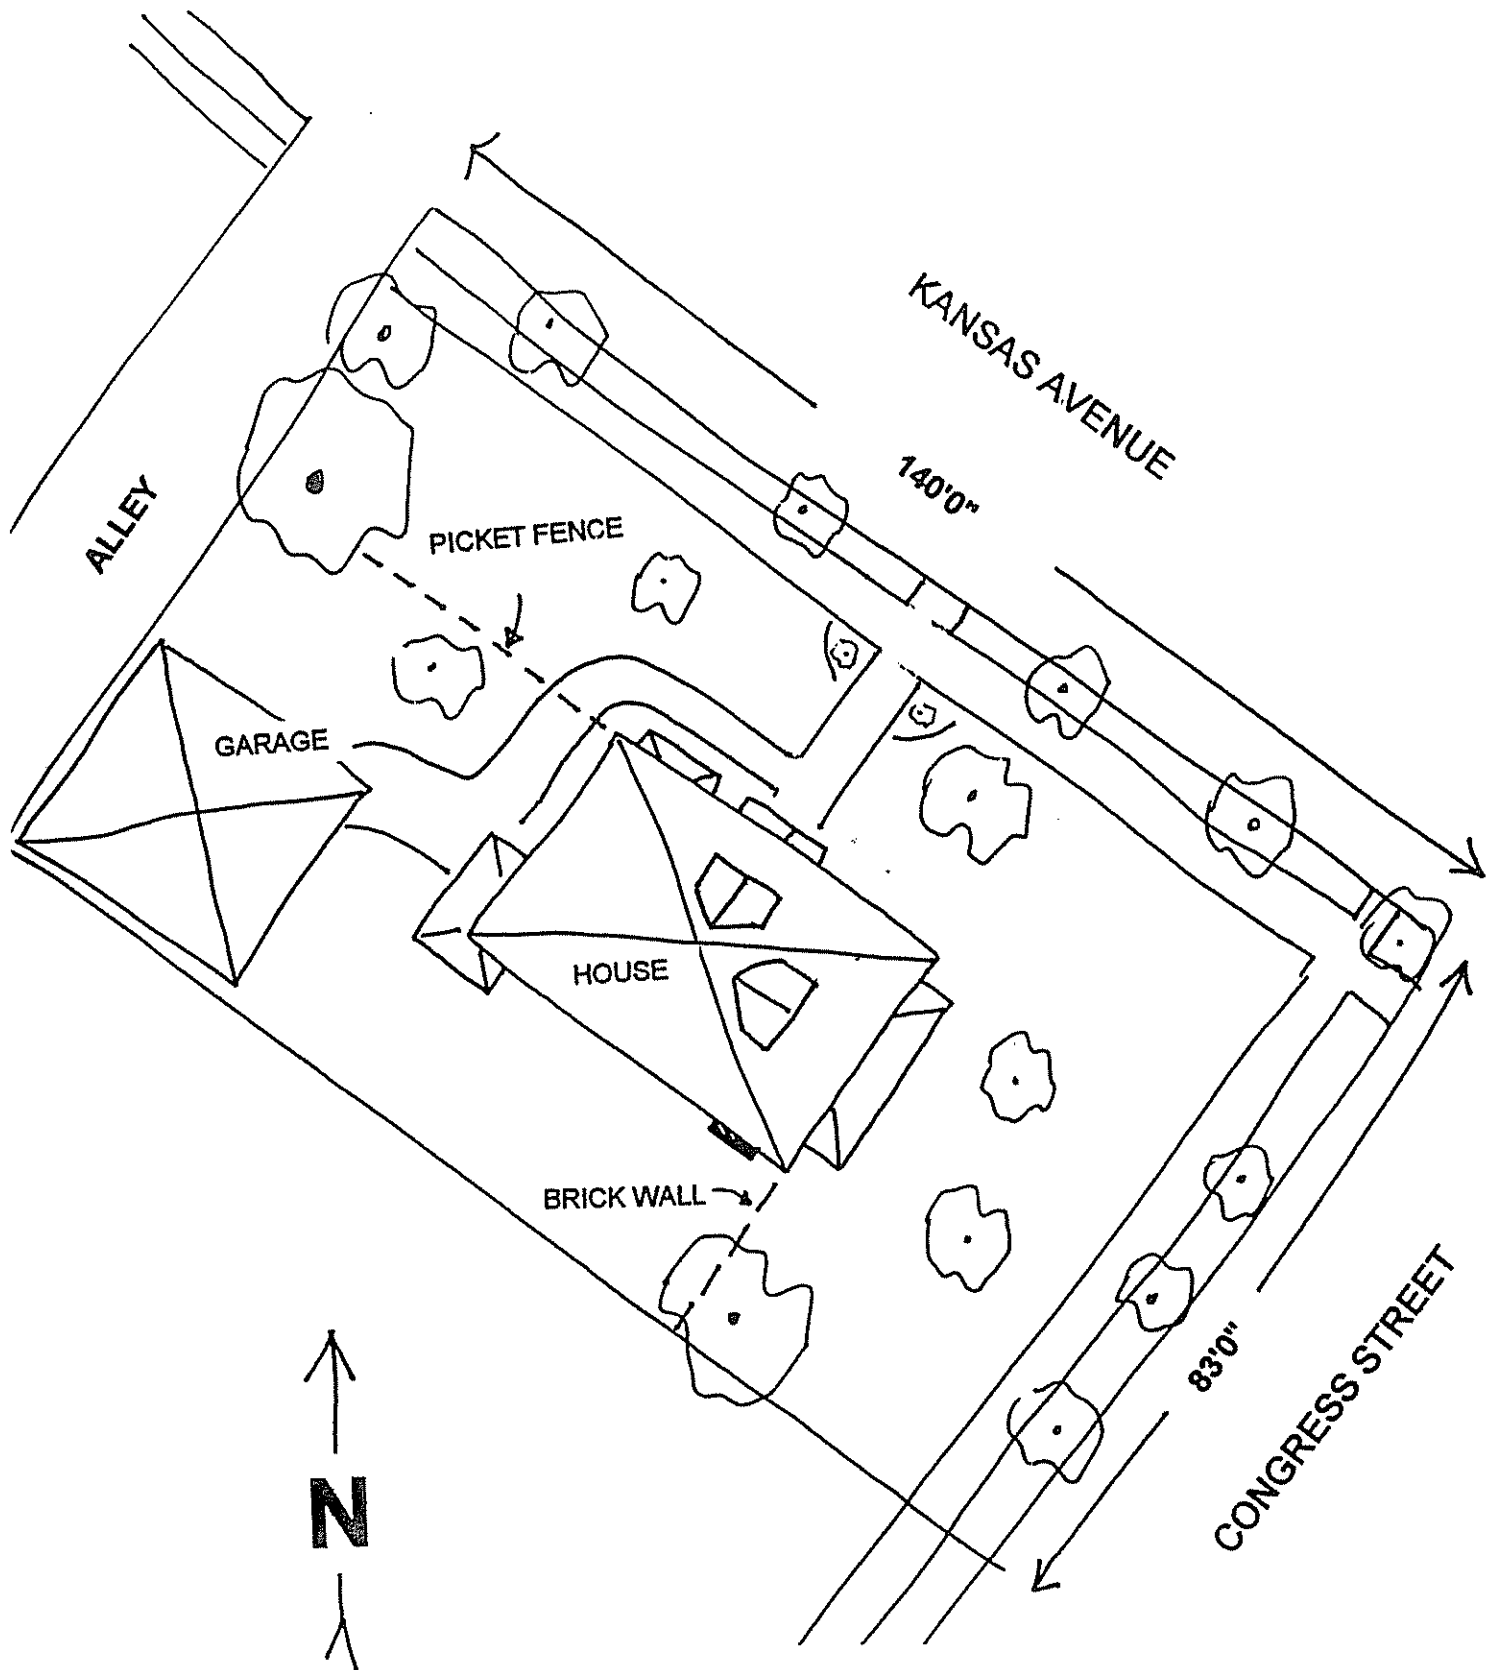 KANSAS AVENUE
140'0"
ALLEY
PICKET FENCE
GARAGE
HOUSE
BRICK WALL
83'0"
CONGRESS STREET
N